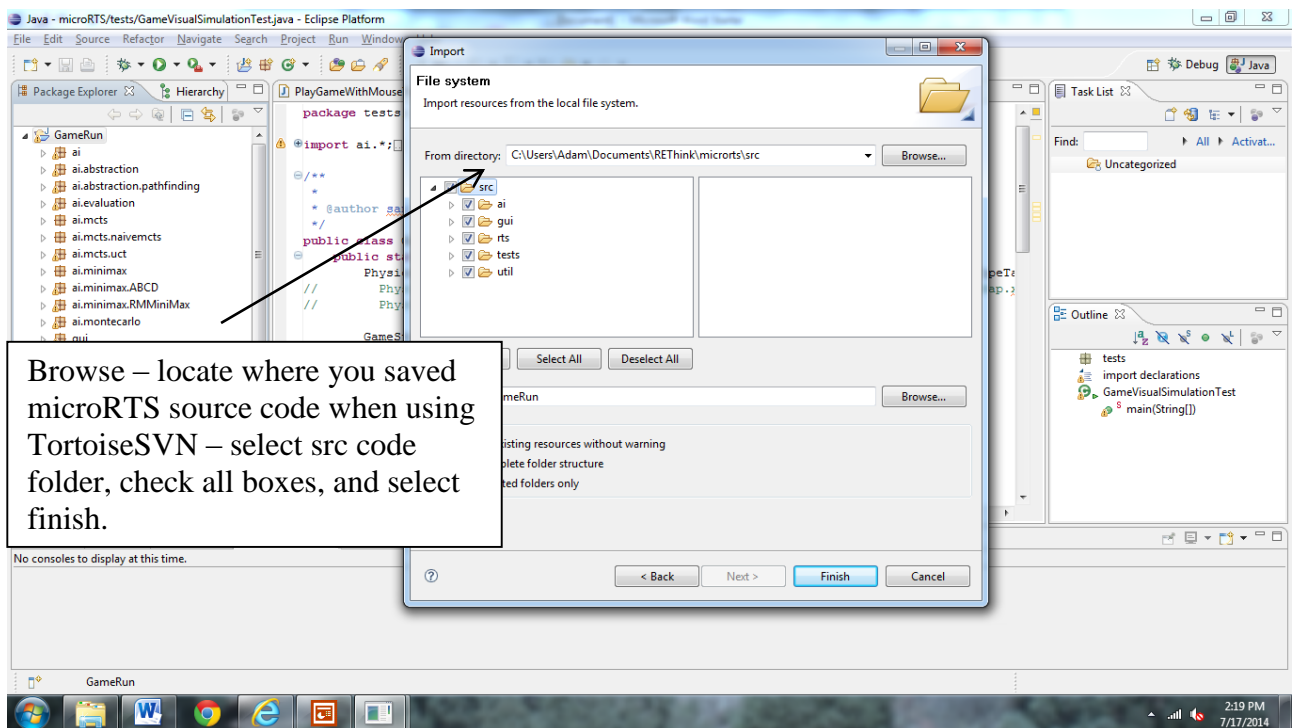 Java - microRTS/tests/GameVisualSimulationTest.java - Eclipse Platform
File Edit Source Refactor Navigate Search Project Run Window
Debug Java
Package Explorer Hierarchy
GameRun
ai
ai.abstraction
ai.abstraction.pathfinding
ai.evaluation
ai.mcts
ai.mcts.naivemcts
ai.mcts.uct
ai.minimax
ai.minimax.ABCD
ai.minimax.RMMiniMax
ai.montecarlo
gui
PlayGameWithMouse
package tests
import ai.*;
/**
*
* @author
*/
public class
public sta
Physi
// Phy
// Phy
GameS
Import
File system
Import resources from the local file system.
From directory: C:\Users\Adam\Documents\REThink\microrts\src Browse...
src
ai
gui
rts
tests
util
Select All Deselect All
meRun Browse...
isting resources without warning
plete folder structure
ted folders only
< Back Next > Finish Cancel
Browse – locate where you saved
microRTS source code when using
TortoiseSVN – select src code
folder, check all boxes, and select
finish.
Task List
Find: All Activat...
Uncategorized
Outline
tests
import declarations
GameVisualSimulationTest
main(String[])
No consoles to display at this time.
GameRun
2:19 PM
7/17/2014